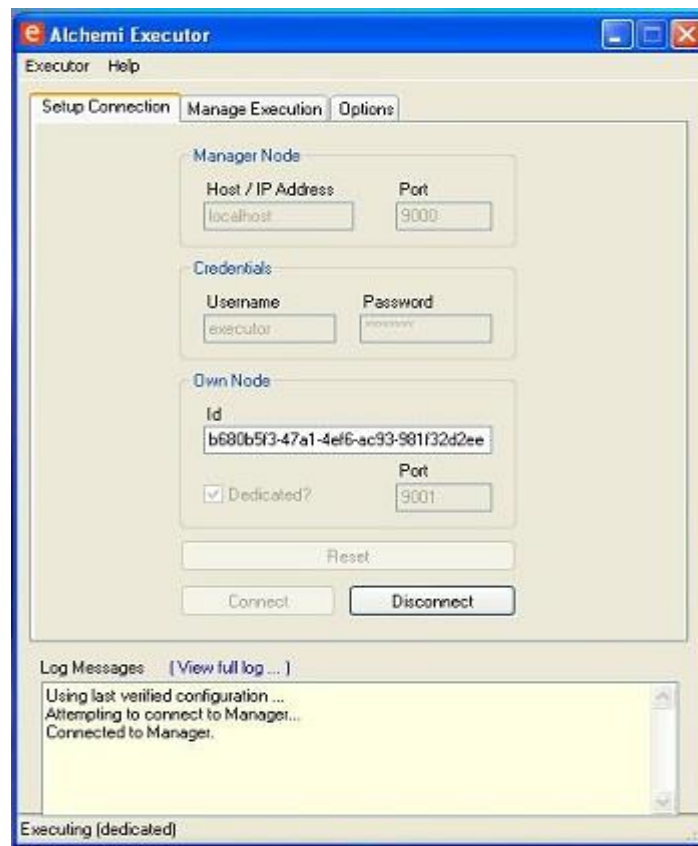 e Alchemi Executor
Executor Help
Setup Connection Manage Execution Options
Manager Node
Host / IP Address Port
localhost 9000
Credentials
Username Password
executor *******
Own Node
Id
b680b5f3-47a1-4ef6-ac93-981f32d2ee
Port
Dedicated? 9001
Reset
Connect Disconnect
Log Messages ( View full log ... )
Using last verified configuration ...
Attempting to connect to Manager...
Connected to Manager.
Executing (dedicated)